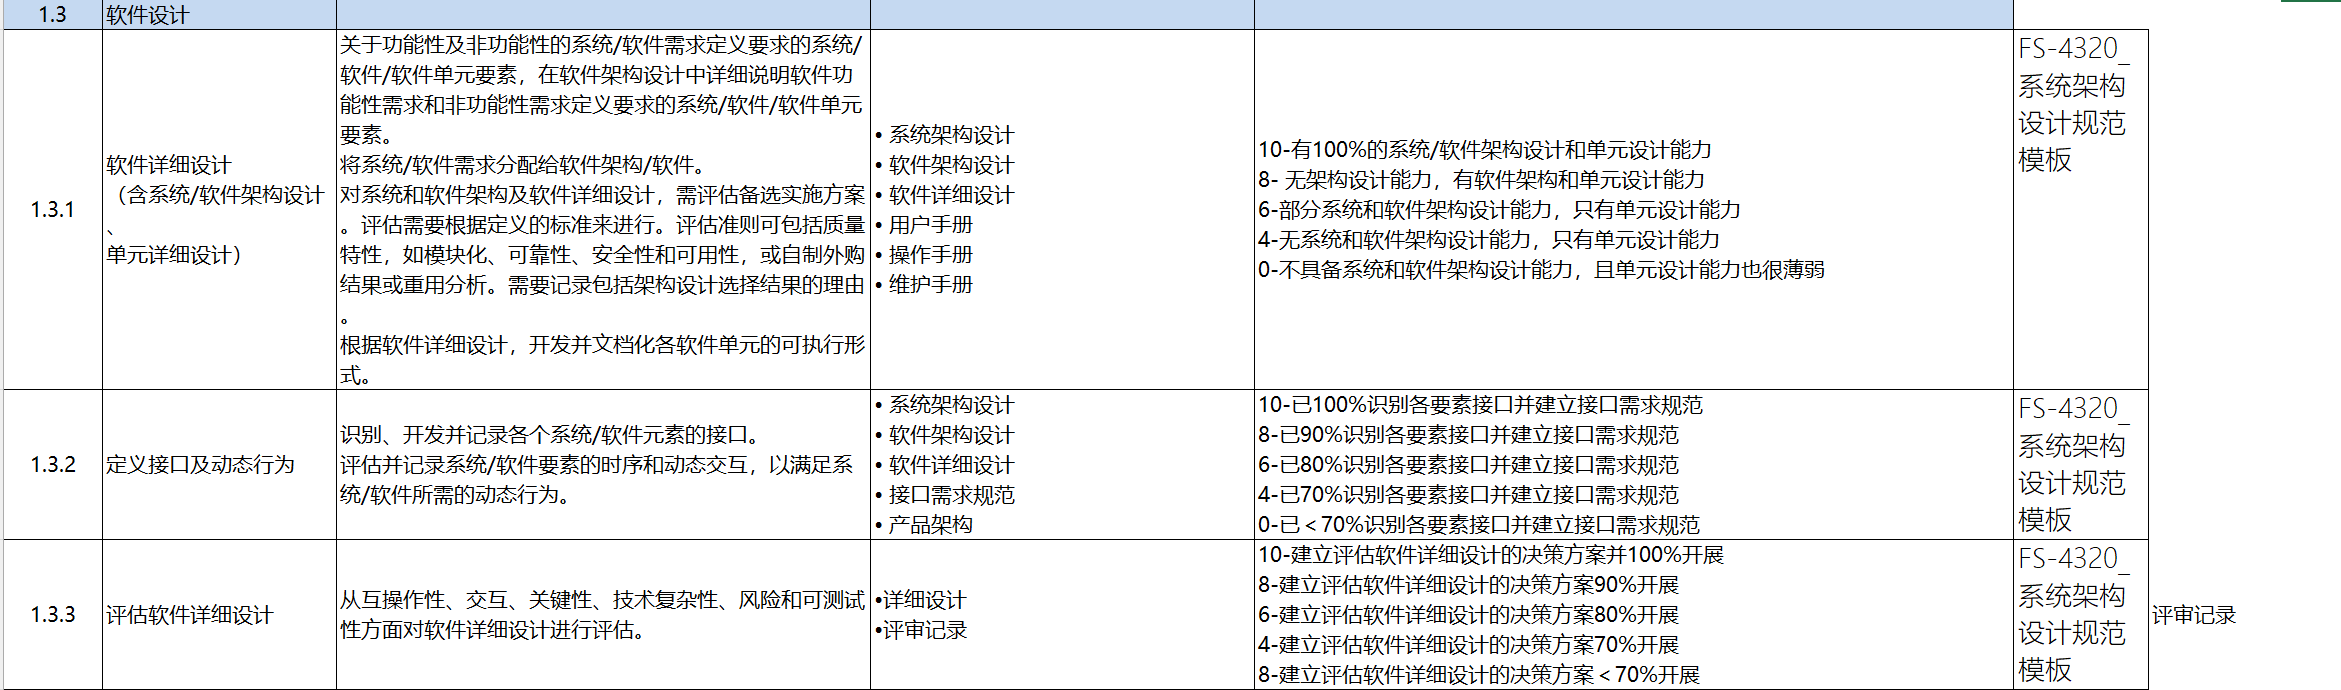 1.3
软件设计
1.3.1
软件详细设计
（含系统/软件架构设计
、
单元详细设计）
关于功能性及非功能性的系统/软件需求定义要求的系统/
软件/软件单元要素，在软件架构设计中详细说明软件功
能性需求和非功能性需求定义要求的系统/软件/软件单元
要素。
将系统/软件需求分配给软件架构/软件。
对系统和软件架构及软件详细设计，需评估备选实施方案
。评估需要根据定义的标准来进行。评估准则可包括质量
特性，如模块化、可靠性、安全性和可用性，或自制外购
结果或重用分析。需要记录包括架构设计选择结果的理由
。
根据软件详细设计，开发并文档化各软件单元的可执行形
式。
• 系统架构设计
• 软件架构设计
• 软件详细设计
• 用户手册
• 操作手册
• 维护手册
10-有100%的系统/软件架构设计和单元设计能力
8- 无架构设计能力，有软件架构和单元设计能力
6-部分系统和软件架构设计能力，只有单元设计能力
4-无系统和软件架构设计能力，只有单元设计能力
0-不具备系统和软件架构设计能力，且单元设计能力也很薄弱
FS-4320_
系统架构
设计规范
模板
1.3.2
定义接口及动态行为
识别、开发并记录各个系统/软件元素的接口。
评估并记录系统/软件要素的时序和动态交互，以满足系
统/软件所需的动态行为。
• 系统架构设计
• 软件架构设计
• 软件详细设计
• 接口需求规范
• 产品架构
10-已100%识别各要素接口并建立接口需求规范
8-已90%识别各要素接口并建立接口需求规范
6-已80%识别各要素接口并建立接口需求规范
4-已70%识别各要素接口并建立接口需求规范
0-已＜70%识别各要素接口并建立接口需求规范
FS-4320_
系统架构
设计规范
模板
1.3.3
评估软件详细设计
从互操作性、交互、关键性、技术复杂性、风险和可测试
性方面对软件详细设计进行评估。
•详细设计
•评审记录
10-建立评估软件详细设计的决策方案并100%开展
8-建立评估软件详细设计的决策方案90%开展
6-建立评估软件详细设计的决策方案80%开展
4-建立评估软件详细设计的决策方案70%开展
8-建立评估软件详细设计的决策方案＜70%开展
FS-4320_
系统架构
设计规范
模板
评审记录